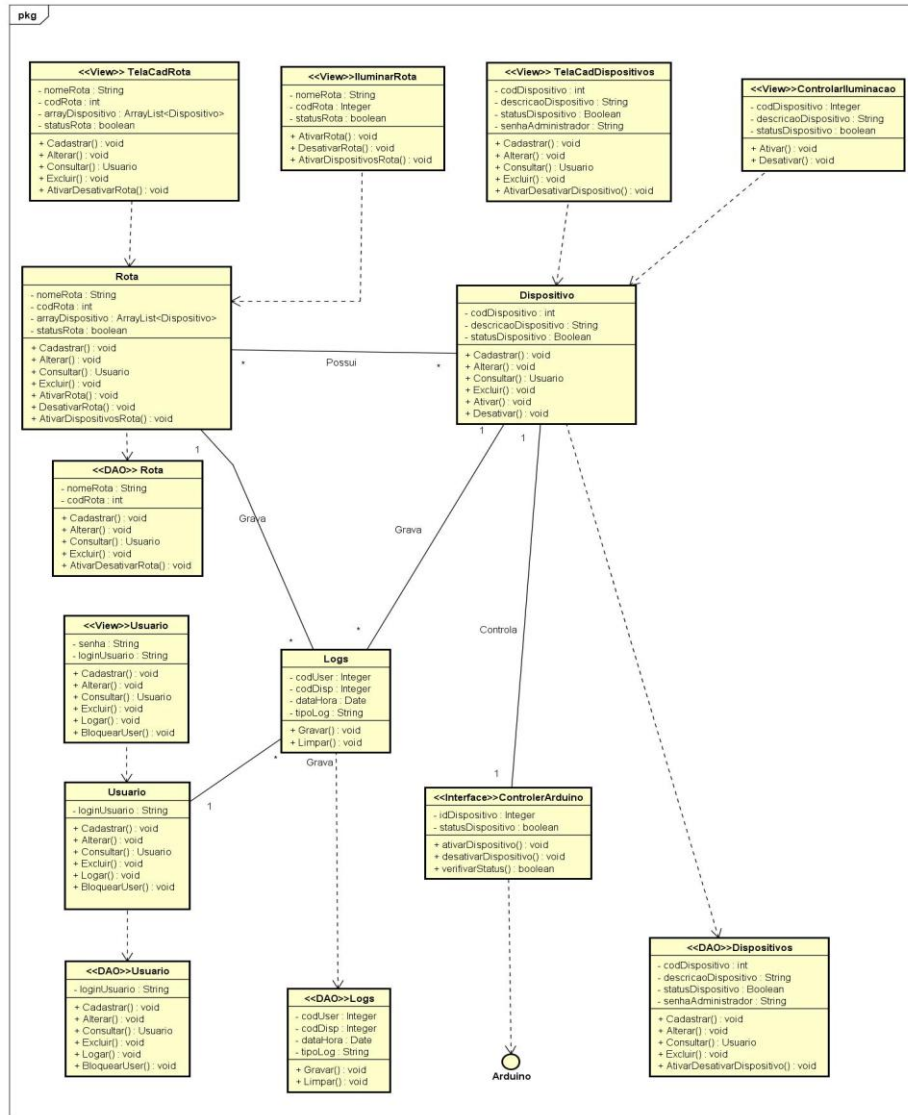 pkg
<<View>> TelaCadRota
- nomeRota : String
- codRota : int
- arrayDispositivo : ArrayList<Dispositivo>
- statusRota : boolean
+ Cadastrar() : void
+ Alterar() : void
+ Consultar() : Usuario
+ Excluir() : void
+ AtivarDesativarRota() : void
<<View>>IluminarRota
- nomeRota : String
- codRota : Integer
- statusRota : boolean
+ AtivarRota() : void
+ DesativarRota() : void
+ AtivarDispositivosRota() : void
<<View>> TelaCadDispositivos
- codDispositivo : int
- descricaoDispositivo : String
- statusDispositivo : Boolean
- senhaAdministrador : String
+ Cadastrar() : void
+ Alterar() : void
+ Consultar() : Usuario
+ Excluir() : void
+ AtivarDesativarDispositivo() : void
<<View>>ControlarIluminacao
- codDispositivo : Integer
- descricaoDispositivo : String
- statusDispositivo : boolean
+ Ativar() : void
+ Desativar() : void
Rota
- nomeRota : String
- codRota : int
- arrayDispositivo : ArrayList<Dispositivo>
- statusRota : boolean
+ Cadastrar() : void
+ Alterar() : void
+ Consultar() : Usuario
+ Excluir() : void
+ AtivarRota() : void
+ DesativarRota() : void
+ AtivarDispositivosRota() : void
* Possui *
Dispositivo
- codDispositivo : int
- descricaoDispositivo : String
- statusDispositivo : Boolean
+ Cadastrar() : void
+ Alterar() : void
+ Consultar() : Usuario
+ Excluir() : void
+ Ativar() : void
+ Desativar() : void
1
1
1
<<DAO>> Rota
- nomeRota : String
- codRota : int
+ Cadastrar() : void
+ Alterar() : void
+ Consultar() : Usuario
+ Excluir() : void
+ AtivarDesativarRota() : void
Grava
Grava
Controla
*
*
<<View>>Usuario
- senha : String
- loginUsuario : String
+ Cadastrar() : void
+ Alterar() : void
+ Consultar() : Usuario
+ Excluir() : void
+ Logar() : void
+ BloquearUser() : void
Logs
- codUser : Integer
- codDisp : Integer
- dataHora : Date
- tipoLog : String
+ Gravar() : void
+ Limpar() : void
*
Grava
1
1
Usuario
- loginUsuario : String
+ Cadastrar() : void
+ Alterar() : void
+ Consultar() : Usuario
+ Excluir() : void
+ Logar() : void
+ BloquearUser() : void
<<Interface>>ControlerArduino
- idDispositivo : Integer
- statusDispositivo : boolean
+ ativarDispositivo() : void
+ desativarDispositivo() : void
+ verifivarStatus() : boolean
<<DAO>>Usuario
- loginUsuario : String
+ Cadastrar() : void
+ Alterar() : void
+ Consultar() : Usuario
+ Excluir() : void
+ Logar() : void
+ BloquearUser() : void
<<DAO>>Logs
- codUser : Integer
- codDisp : Integer
- dataHora : Date
- tipoLog : String
+ Gravar() : void
+ Limpar() : void
Arduino
<<DAO>>Dispositivos
- codDispositivo : int
- descricaoDispositivo : String
- statusDispositivo : Boolean
- senhaAdministrador : String
+ Cadastrar() : void
+ Alterar() : void
+ Consultar() : Usuario
+ Excluir() : void
+ AtivarDesativarDispositivo() : void